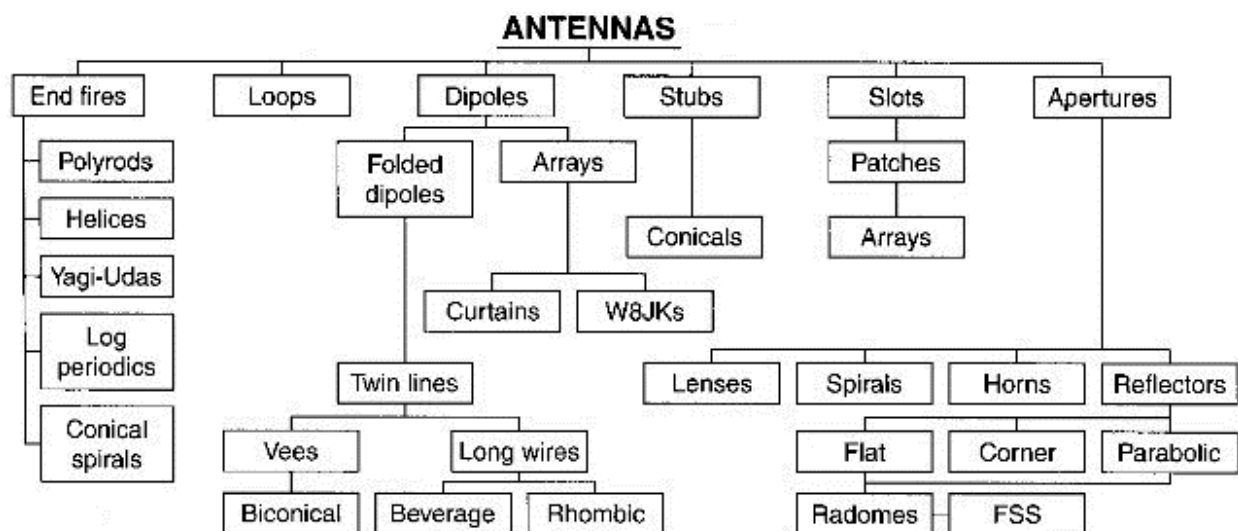 ANTENNAS
End fires
Loops
Dipoles
Stubs
Slots
Apertures
Polyrods
Folded
dipoles
Arrays
Patches
Helices
Conicals
Arrays
Yagi-Udas
Curtains
W8JKs
Log
periodics
Twin lines
Lenses
Spirals
Horns
Reflectors
Conical
spirals
Vees
Long wires
Flat
Corner
Parabolic
Biconical
Beverage
Rhombic
Radomes
FSS